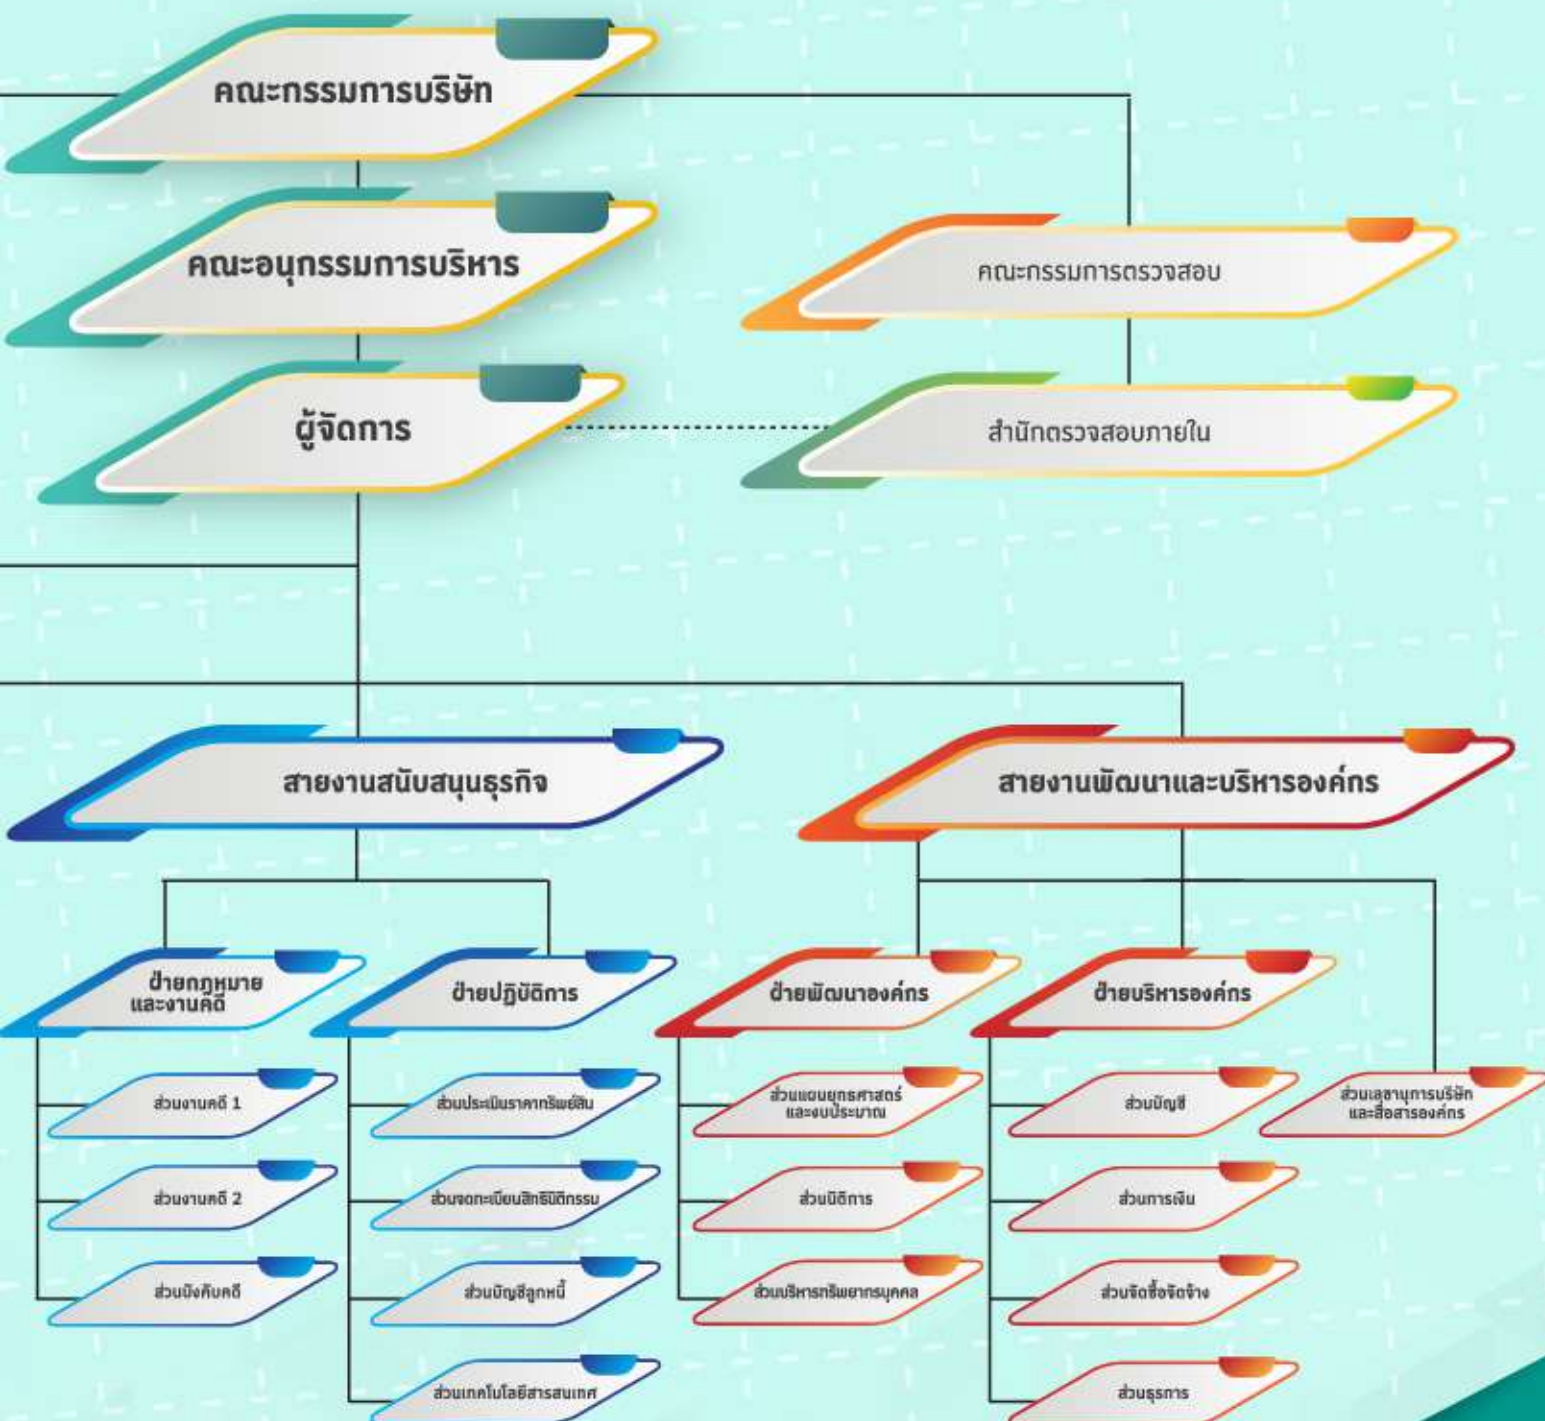 คณะกรรมการบริษัท
คณะอนุกรรมการบริหาร
คณะกรรมการตรวจสอบ
ผู้จัดการ
สำนักตรวจสอบภายใน
สายงานสนับสนุนธุรกิจ
สายงานพัฒนาและบริหารองค์กร
ฝ่ายกฎหมาย
และงานคดี
ฝ่ายปฏิบัติการ
ฝ่ายพัฒนาองค์กร
ฝ่ายบริหารองค์กร
ส่วนงานคดี 1
ส่วนประเมินราคาทรัพย์สิน
ส่วนแผนยุทธศาสตร์
และงบประมาณ
ส่วนบัญชี
ส่วนเลขานุการบริษัท
และสื่อสารองค์กร
ส่วนงานคดี 2
ส่วนจดทะเบียนสิทธินิติกรรม
ส่วนนิติการ
ส่วนการเงิน
ส่วนบังคับคดี
ส่วนบัญชีลูกหนี้
ส่วนบริหารทรัพยากรบุคคล
ส่วนจัดซื้อจัดจ้าง
ส่วนเทคโนโลยีสารสนเทศ
ส่วนธุรการ